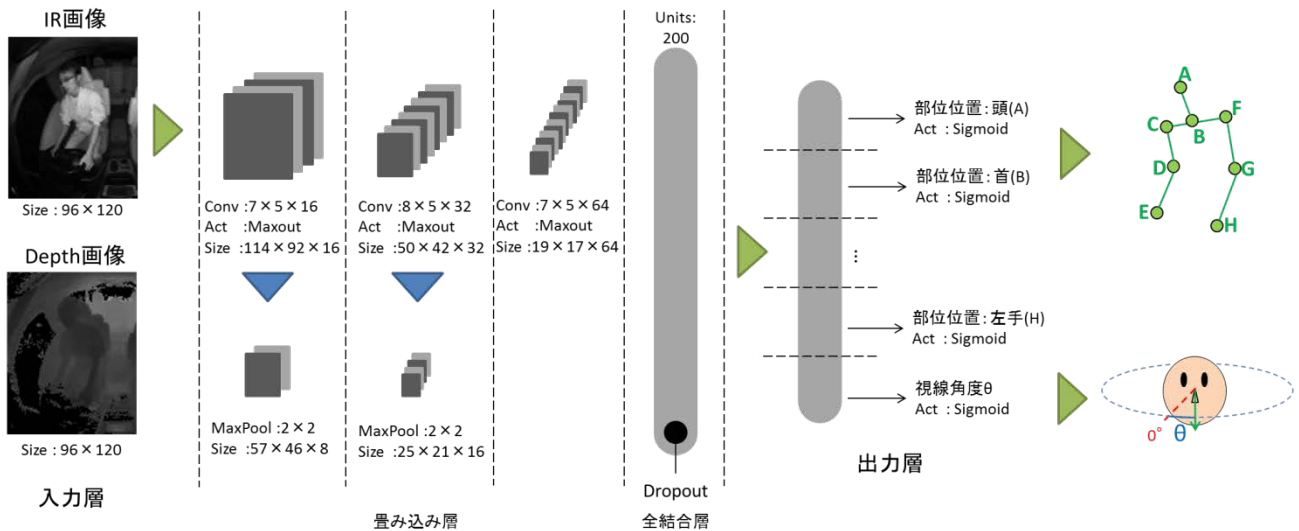 IR画像
Size : 96×120
Depth画像
Size : 96×120
入力層
Conv :7×5×16
Act :Maxout
Size :114×92×16
MaxPool :2×2
Size :57×46×8
Conv :8×5×32
Act :Maxout
Size :50×42×32
MaxPool :2×2
Size :25×21×16
Conv :7×5×64
Act :Maxout
Size :19×17×64
畳み込み層
Units:
200
Dropout
全結合層
部位位置：頭(A)
Act : Sigmoid
部位位置：首(B)
Act : Sigmoid
⋮
部位位置：左手(H)
Act : Sigmoid
視線角度θ
Act : Sigmoid
出力層
A
F
C
B
D
G
E
H
0°
θ